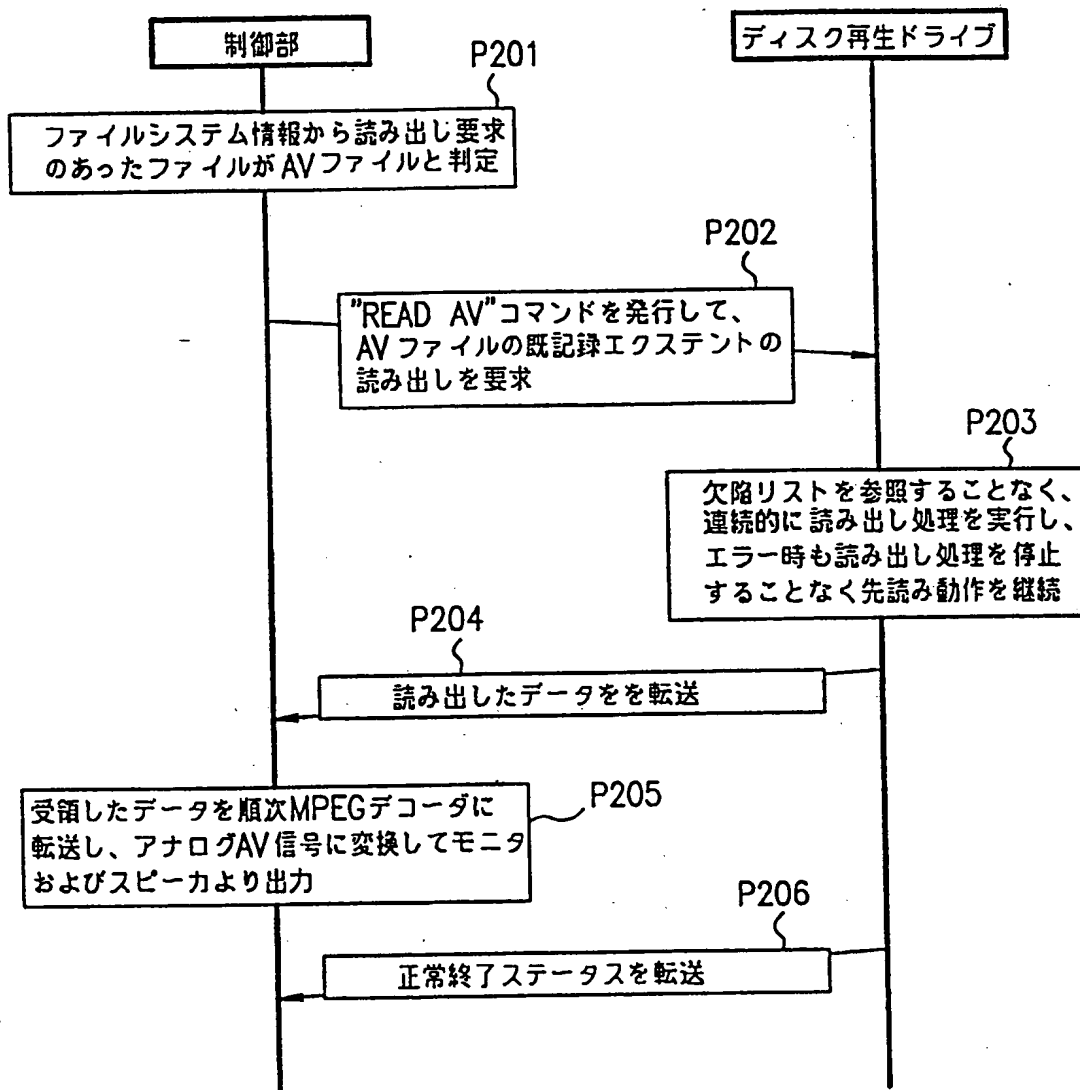 制御部
ディスク再生ドライブ
P201
ファイルシステム情報から読み出し要求
のあったファイルがAVファイルと判定
P202
"READ AV"コマンドを発行して、
AVファイルの既記録エクステントの
読み出しを要求
P203
欠陥リストを参照することなく、
連続的に読み出し処理を実行し、
エラー時も読み出し処理を停止
することなく先読み動作を継続
P204
読み出したデータをを転送
P205
受領したデータを順次MPEGデコーダに
転送し、アナログAV信号に変換してモニタ
およびスピーカより出力
P206
正常終了ステータスを転送